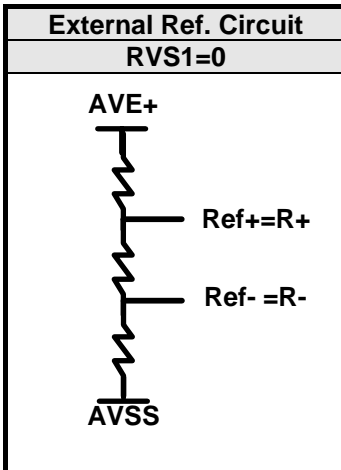 External Ref. Circuit
RVS1=0
AVE+
Ref+=R+
Ref- =R-
AVSS